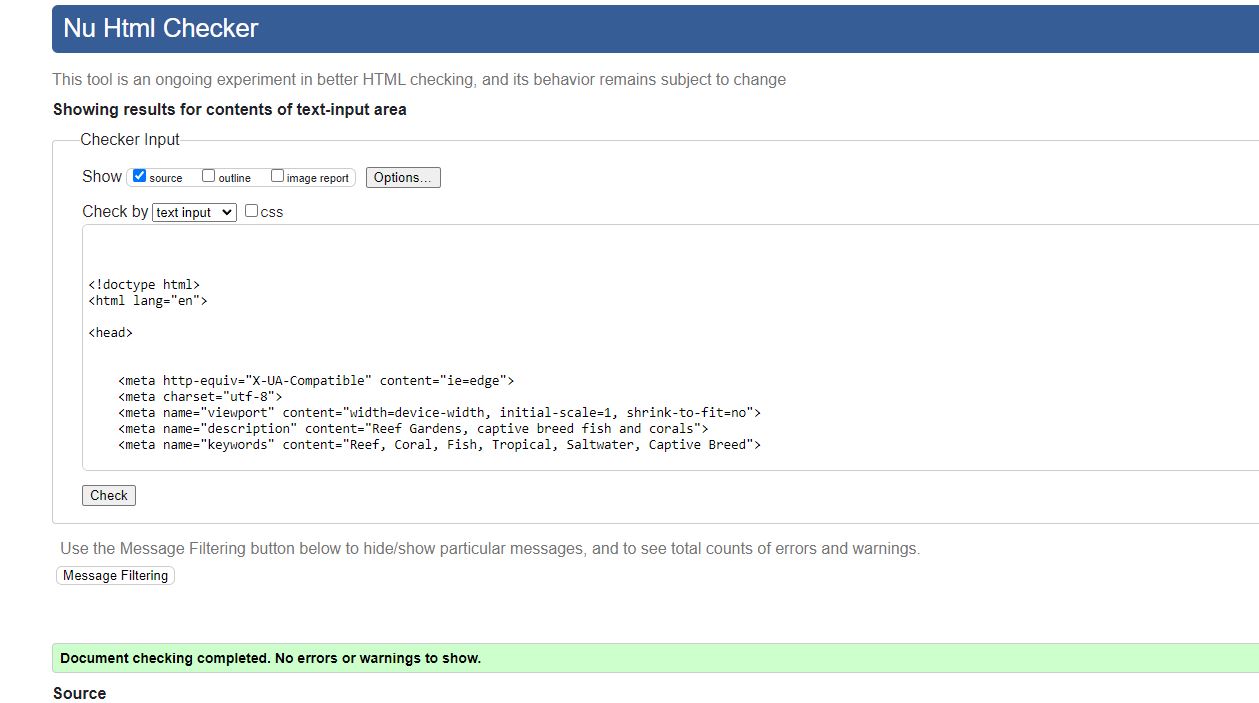 Nu Html Checker
This tool is an ongoing experiment in better HTML checking, and its behavior remains subject to change
Showing results for contents of text-input area
Checker Input
Show source outline image report Options...
Check by text input css
<!doctype html>
<html lang="en">
<head>
<meta http-equiv="X-UA-Compatible" content="ie=edge">
<meta charset="utf-8">
<meta name="viewport" content="width=device-width, initial-scale=1, shrink-to-fit=no">
<meta name="description" content="Reef Gardens, captive breed fish and corals">
<meta name="keywords" content="Reef, Coral, Fish, Tropical, Saltwater, Captive Breed">
Check
Use the Message Filtering button below to hide/show particular messages, and to see total counts of errors and warnings.
Message Filtering
Document checking completed. No errors or warnings to show.
Source